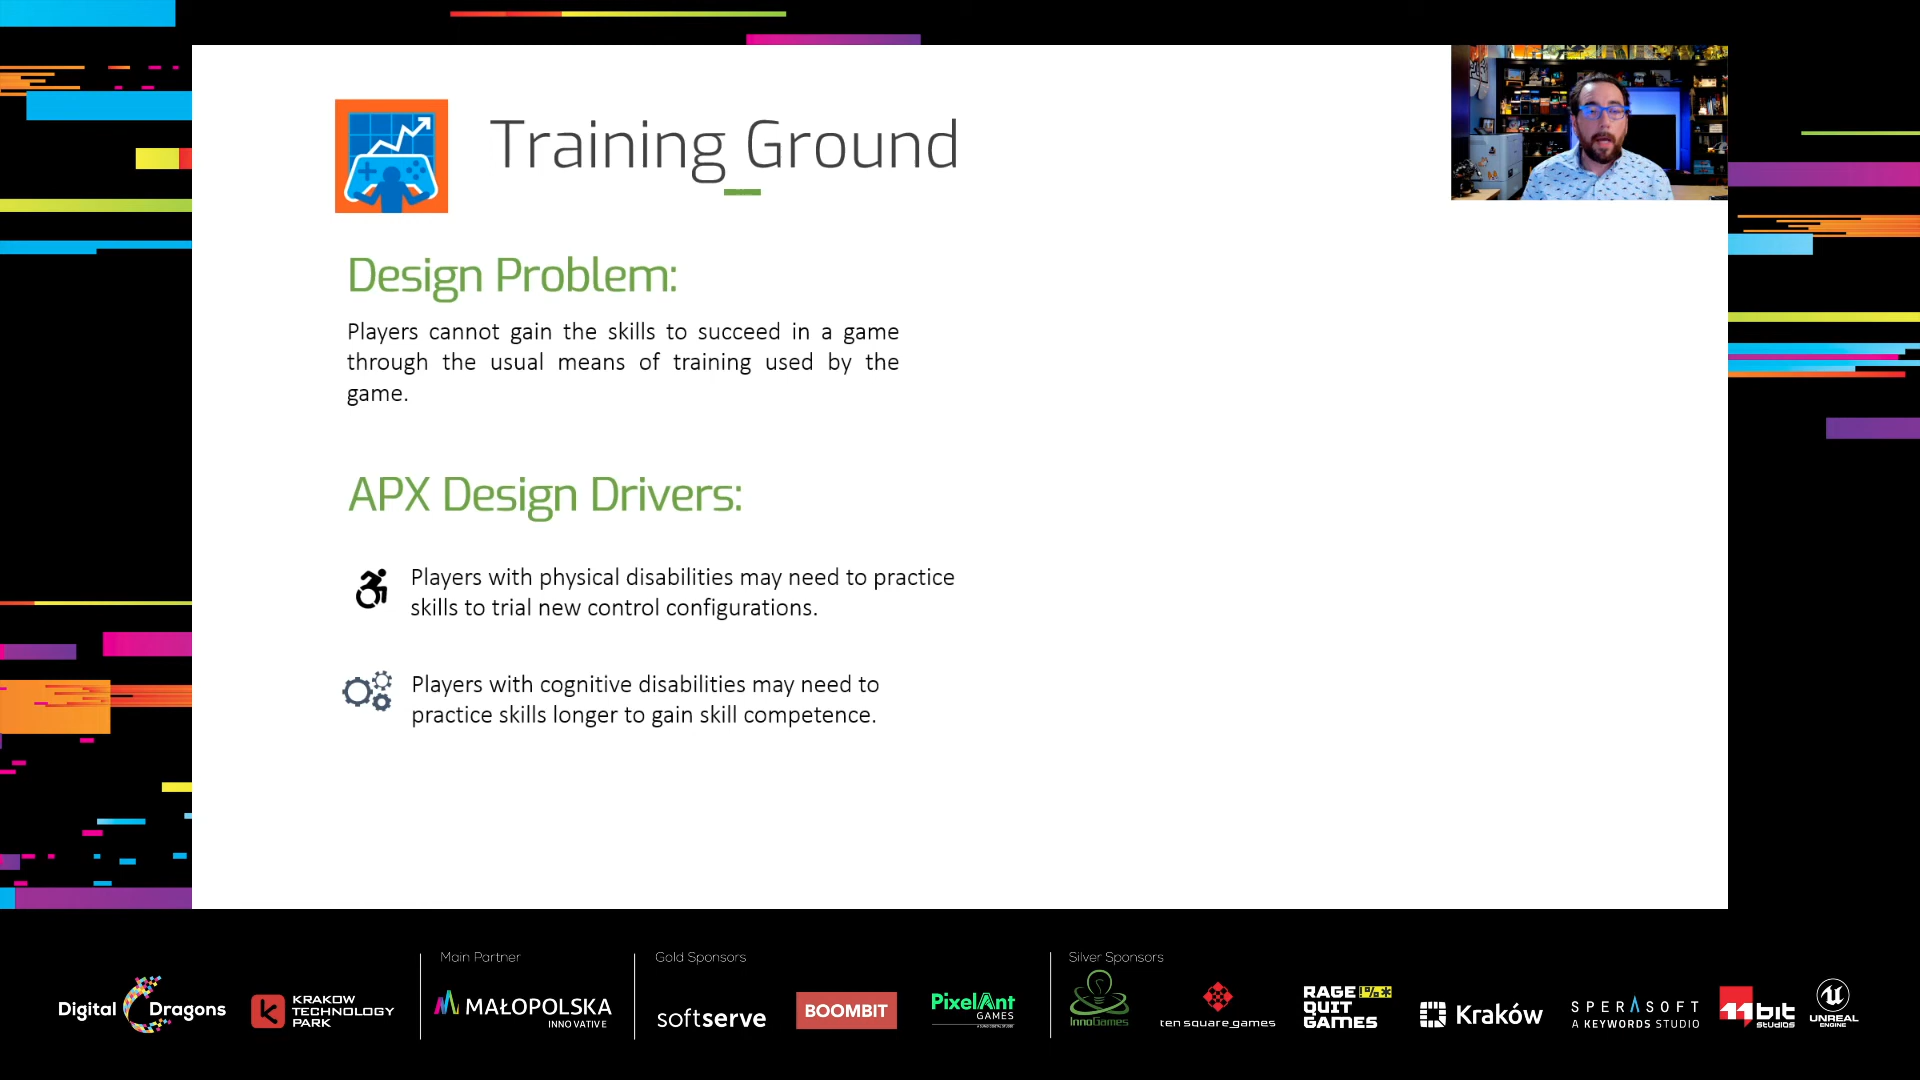 Training Ground
Design Problem:
Players cannot gain the skills to succeed in a game
through the usual means of training used by the
game.
APX Design Drivers:
Players with physical disabilities may need to practice
skills to trial new control configurations.
Players with cognitive disabilities may need to
practice skills longer to gain skill competence.
Digital Dragons
KRAKOW
TECHNOLOGY
PARK
Main Partner
MAŁOPOLSKA
INNOVATIVE
Gold Sponsors
softserve
BOOMBIT
PixelAnt
GAMES
Silver Sponsors
InnoGames
ten square games
RAGE !%*
QUIT
GAMES
Kraków
SPERASOFT
A KEYWORDS STUDIO
11bit
studios
UNREAL
ENGINE